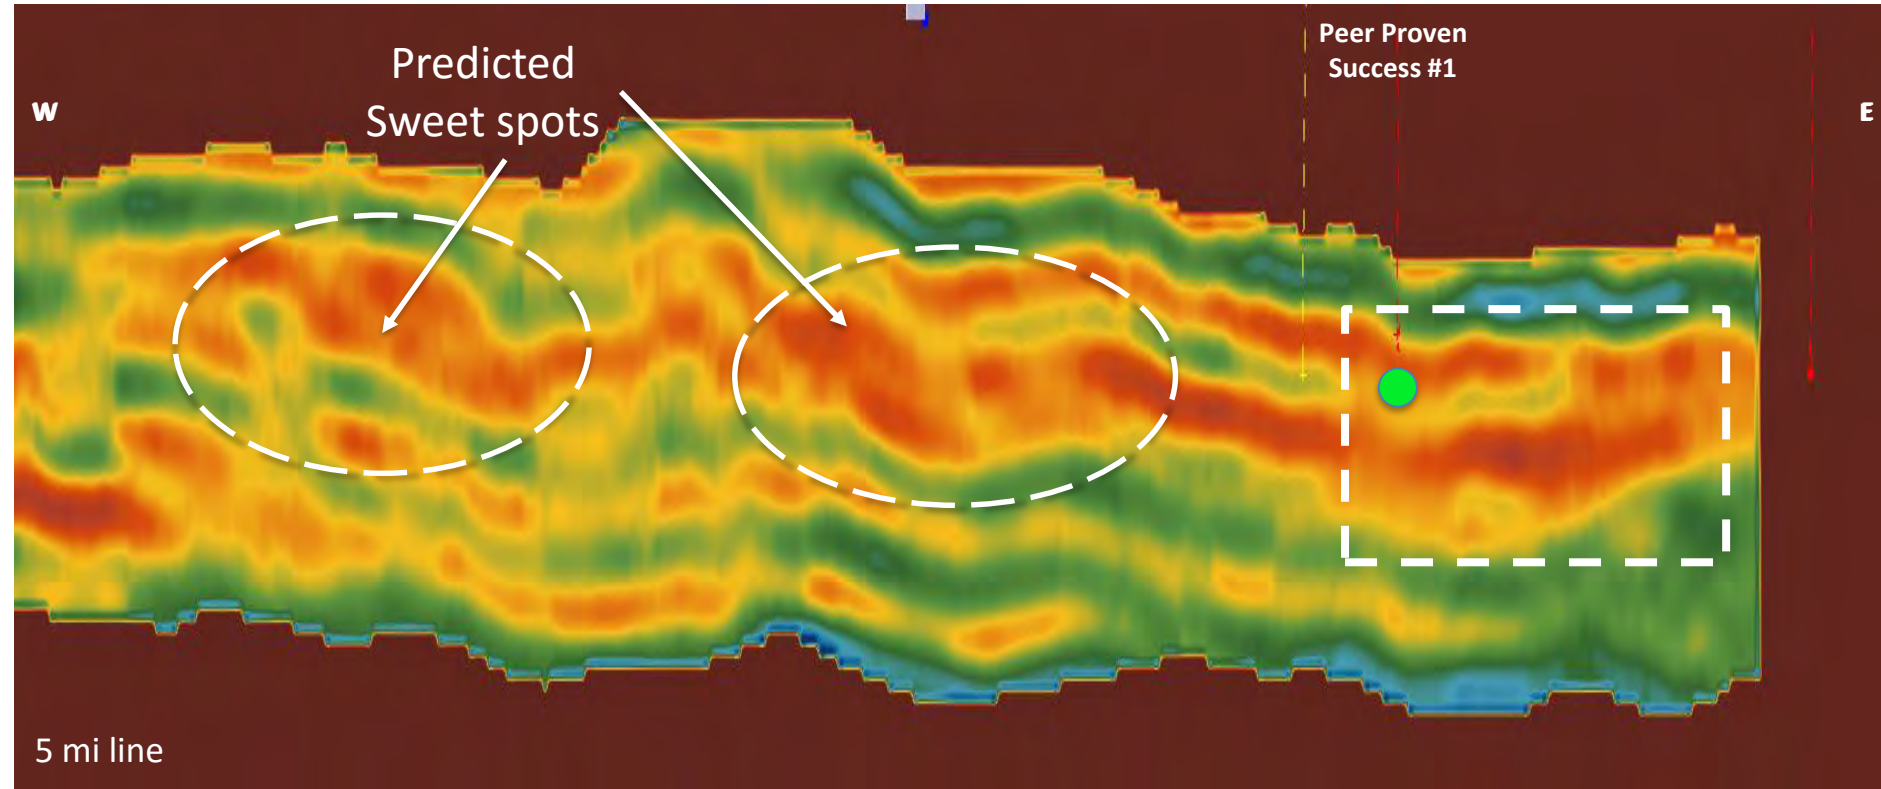 Predicted
Sweet spots
Peer Proven
Success #1
W
E
5 mi line